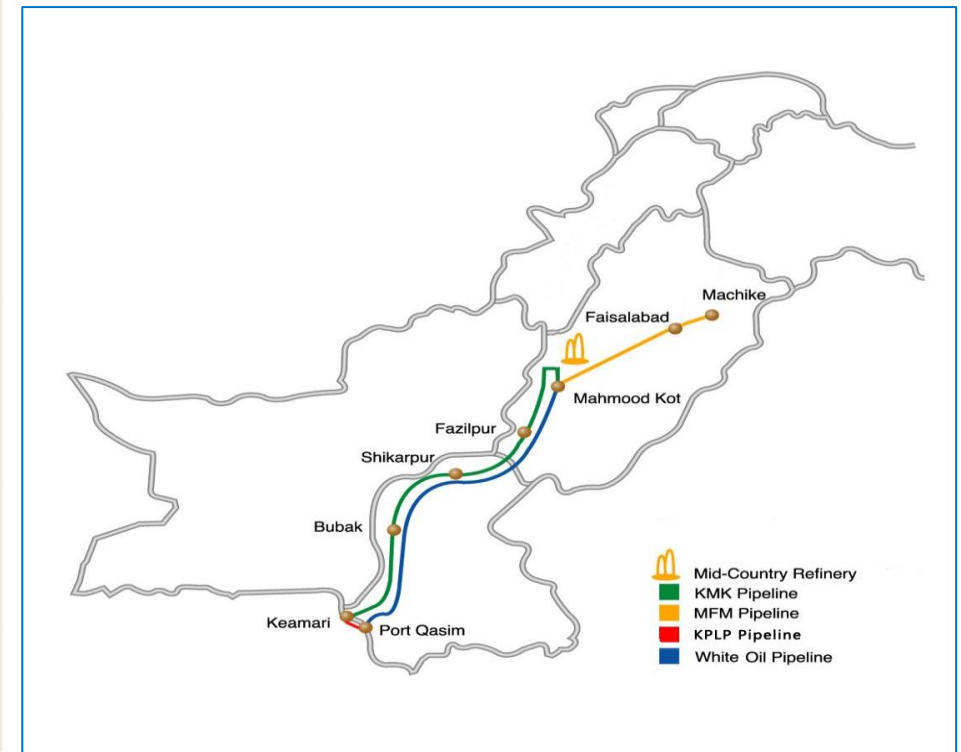 Machike
Faisalabad
Mahmood Kot
Fazilpur
Shikarpur
Bubak
Keamari
Port Qasim
Mid-Country Refinery
KMK Pipeline
MFM Pipeline
KPLP Pipeline
White Oil Pipeline